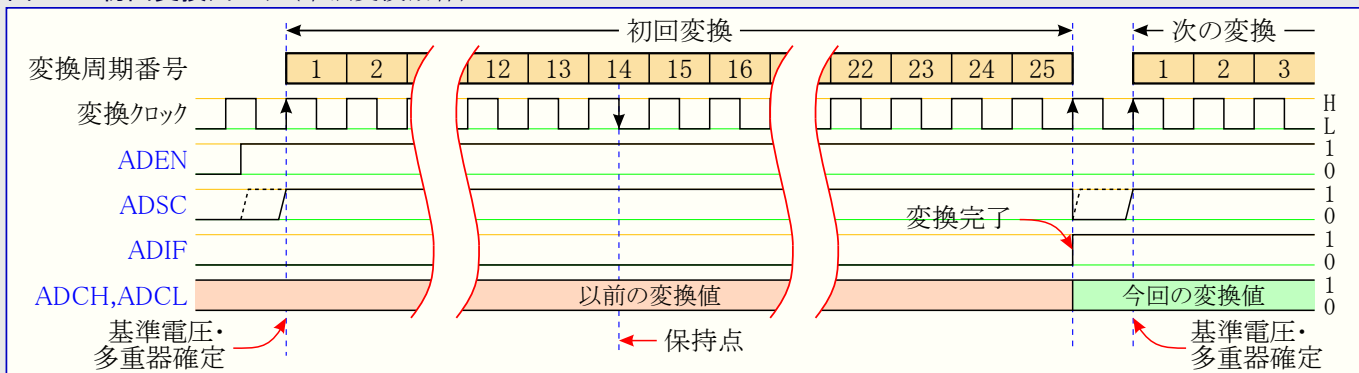 初回変換
次の変換
変換周期番号 1 2 12 13 14 15 16 22 23 24 25 1 2 3
変換クロック H L
ADEN 1 0
ADSC 1 0
変換完了
ADIF 1 0
ADCH,ADCL 以前の変換値 今回の変換値 1 0
基準電圧・
多重器確定
保持点
基準電圧・
多重器確定